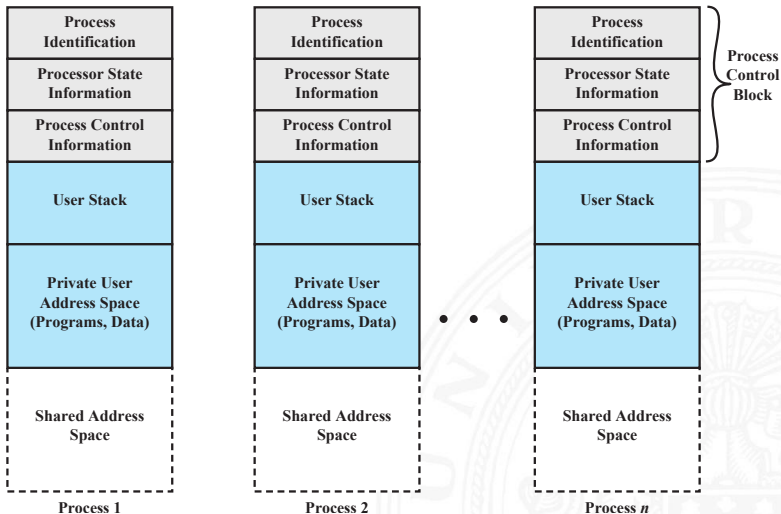 Process
Identification
Processor State
Information
Process Control
Information
User Stack
Private User
Address Space
(Programs, Data)
Shared Address
Space
Process 1
Process
Identification
Processor State
Information
Process Control
Information
User Stack
Private User
Address Space
(Programs, Data)
Shared Address
Space
Process 2
• • •
Process
Identification
Processor State
Information
Process Control
Information
User Stack
Private User
Address Space
(Programs, Data)
Shared Address
Space
Process n
Process
Control
Block